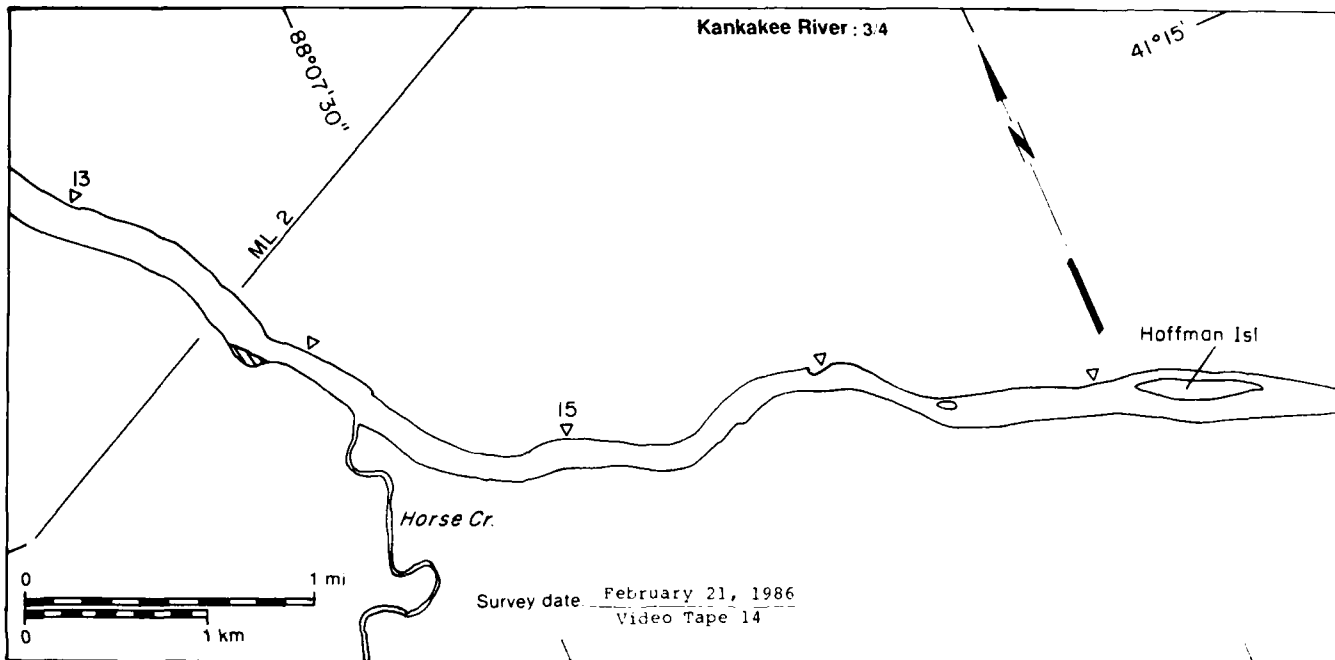 Kankakee River : 3/4
88°07'30"
41°15'
13
ML 2
Hoffman Isl
15
Horse Cr.
0 1 mi
0 1 km
Survey date February 21, 1986
Video Tape 14
N